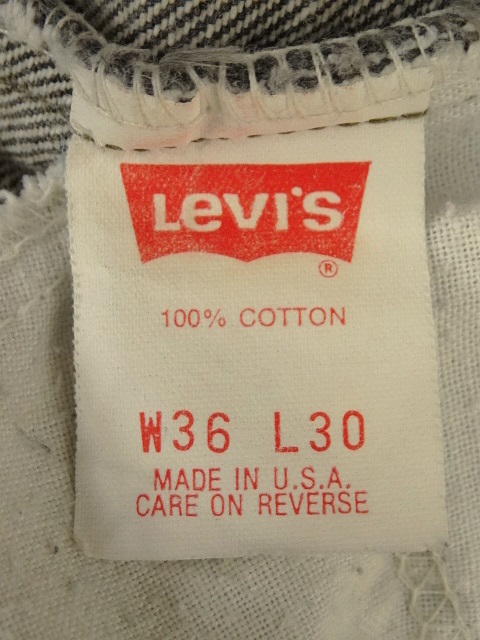 Levi's
®
100% COTTON
W36 L30
MADE IN U.S.A.
CARE ON REVERSE